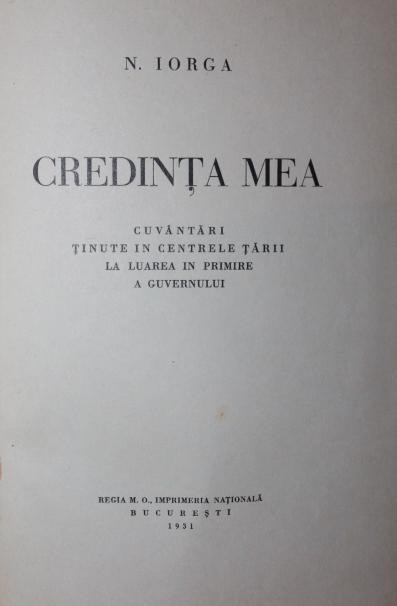 N. IORGA
CREDINȚA MEA
CUVÂNTĂRI
ȚINUTE IN CENTRELE ȚĂRII
LA LUAREA IN PRIMIRE
A GUVERNULUI
REGIA M. O., IMPRIMERIA NAȚIONALĂ
BUCUREȘTI
1931